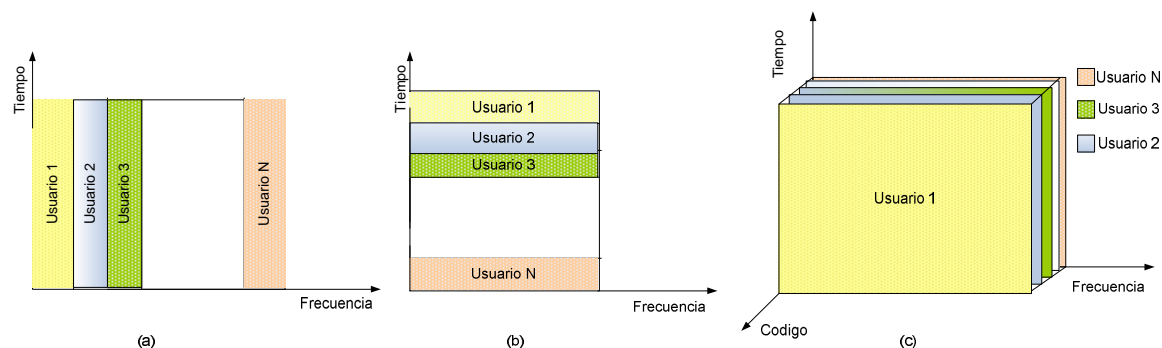 Tiempo
Usuario 1
Usuario 2
Usuario 3
Usuario N
Frecuencia
(a)
Tiempo
Usuario 1
Usuario 2
Usuario 3
Usuario N
Frecuencia
(b)
Tiempo
Usuario N
Usuario 3
Usuario 2
Usuario 1
Frecuencia
Codigo
(c)